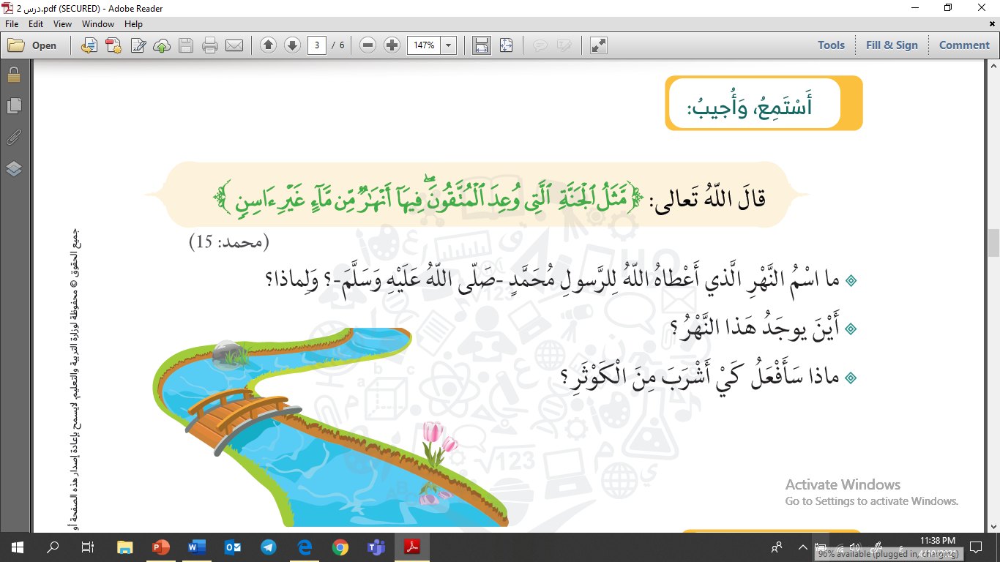 درس 2.pdf (SECURED) - Adobe Reader
File Edit View Window Help
Open 3 / 6 147% Tools Fill & Sign Comment
أَسْتَمِعُ، وَأُجيبُ:
قالَ اللّهُ تَعالى: ﴿مَّثَلُ ٱلْجَنَّةِ ٱلَّتِى وُعِدَ ٱلْمُتَّقُونَۖ فِيهَآ أَنْهَٰرٌ مِّن مَّآءٍ غَيْرِ ءَاسِنٍ﴾
(محمد: 15)
ما اسْمُ النَّهْرِ الَّذي أَعْطاهُ اللّهُ لِلرَّسولِ مُحَمَّدٍ -صَلّى اللّهُ عَلَيْهِ وَسَلَّمَ-؟ وَلِماذا؟
أَيْنَ يوجَدُ هَذا النَّهْرُ؟
ماذا سَأَفْعَلُ كَيْ أَشْرَبَ مِنَ الْكَوْثَرِ؟
جميع الحقوق © محفوظة لوزارة التربية والتعليم. لايسمح بإعادة إصدار هذه الصفحة أو
Activate Windows
Go to Settings to activate Windows.
11:38 PM
96% available (plugged in, charging)